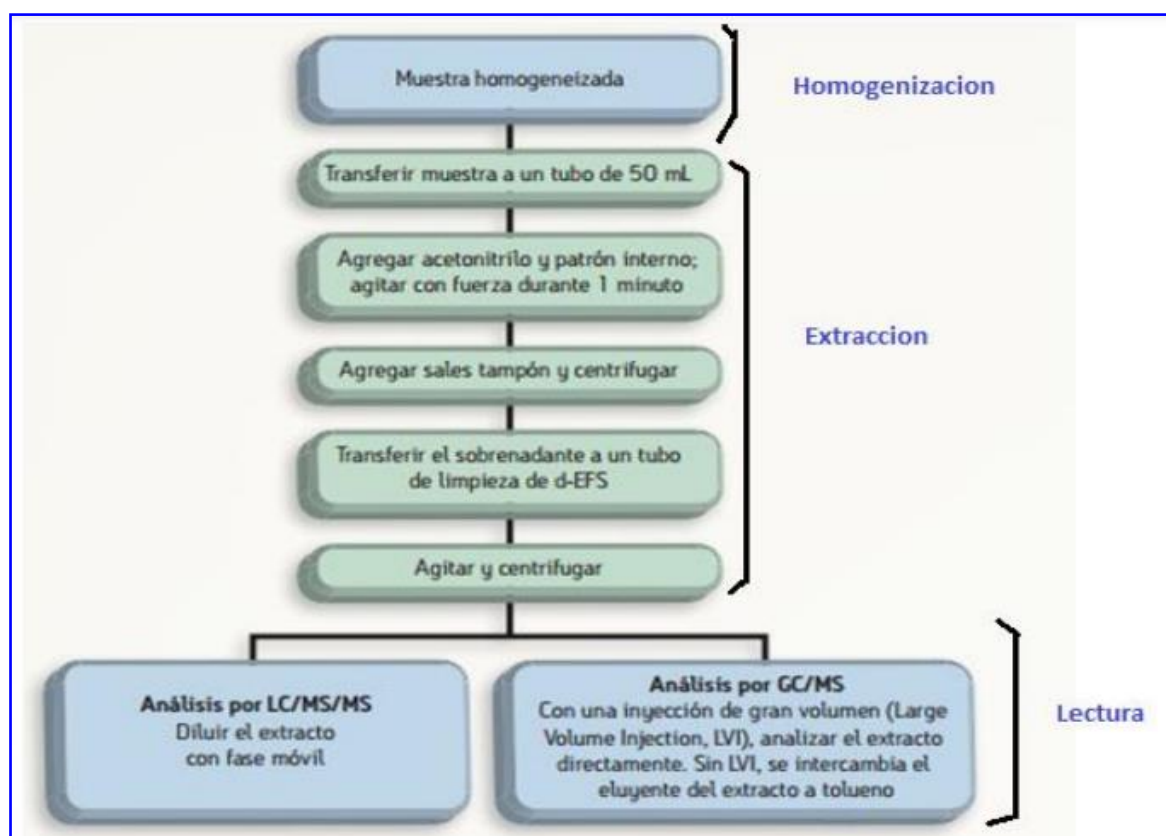 Muestra homogeneizada
Homogenizacion
Transferir muestra a un tubo de 50 mL
Agregar acetonitrilo y patrón interno;
agitar con fuerza durante 1 minuto
Extraccion
Agregar sales tampón y centrifugar
Transferir el sobrenadante a un tubo
de limpieza de d-EFS
Agitar y centrifugar
Análisis por LC/MS/MS
Diluir el extracto
con fase móvil
Análisis por GC/MS
Con una inyección de gran volumen (Large
Volume Injection, LVI), analizar el extracto
directamente. Sin LVI, se intercambia el
eluyente del extracto a tolueno
Lectura